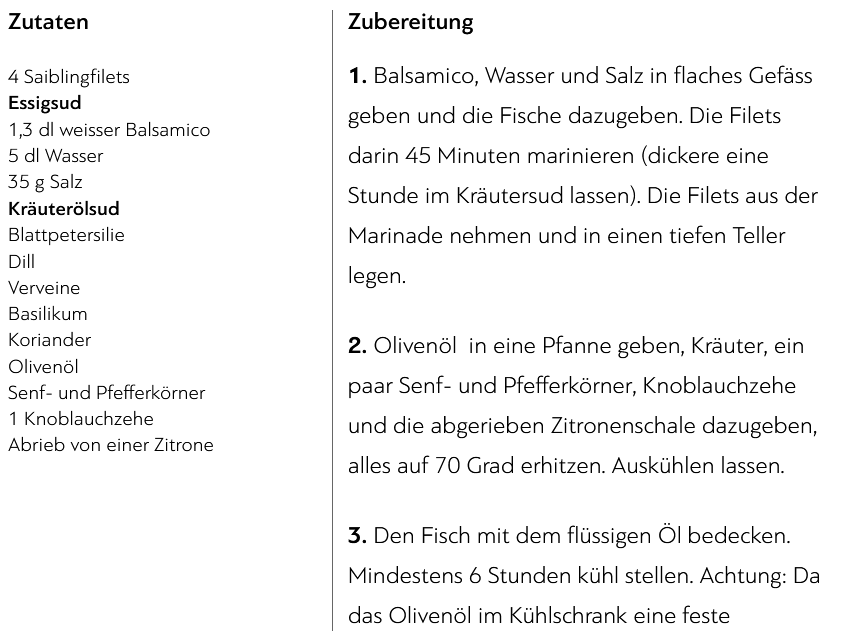 Zutaten
4 Saiblingfilets
Essigsud
1,3 dl weisser Balsamico
5 dl Wasser
35 g Salz
Kräuterölsud
Blattpetersilie
Dill
Verveine
Basilikum
Koriander
Olivenöl
Senf- und Pfefferkörner
1 Knoblauchzehe
Abrieb von einer Zitrone
Zubereitung
1. Balsamico, Wasser und Salz in flaches Gefäss
geben und die Fische dazugeben. Die Filets
darin 45 Minuten marinieren (dickere eine
Stunde im Kräutersud lassen). Die Filets aus der
Marinade nehmen und in einen tiefen Teller
legen.
2. Olivenöl  in eine Pfanne geben, Kräuter, ein
paar Senf- und Pfefferkörner, Knoblauchzehe
und die abgerieben Zitronenschale dazugeben,
alles auf 70 Grad erhitzen. Auskühlen lassen.
3. Den Fisch mit dem flüssigen Öl bedecken.
Mindestens 6 Stunden kühl stellen. Achtung: Da
das Olivenöl im Kühlschrank eine feste